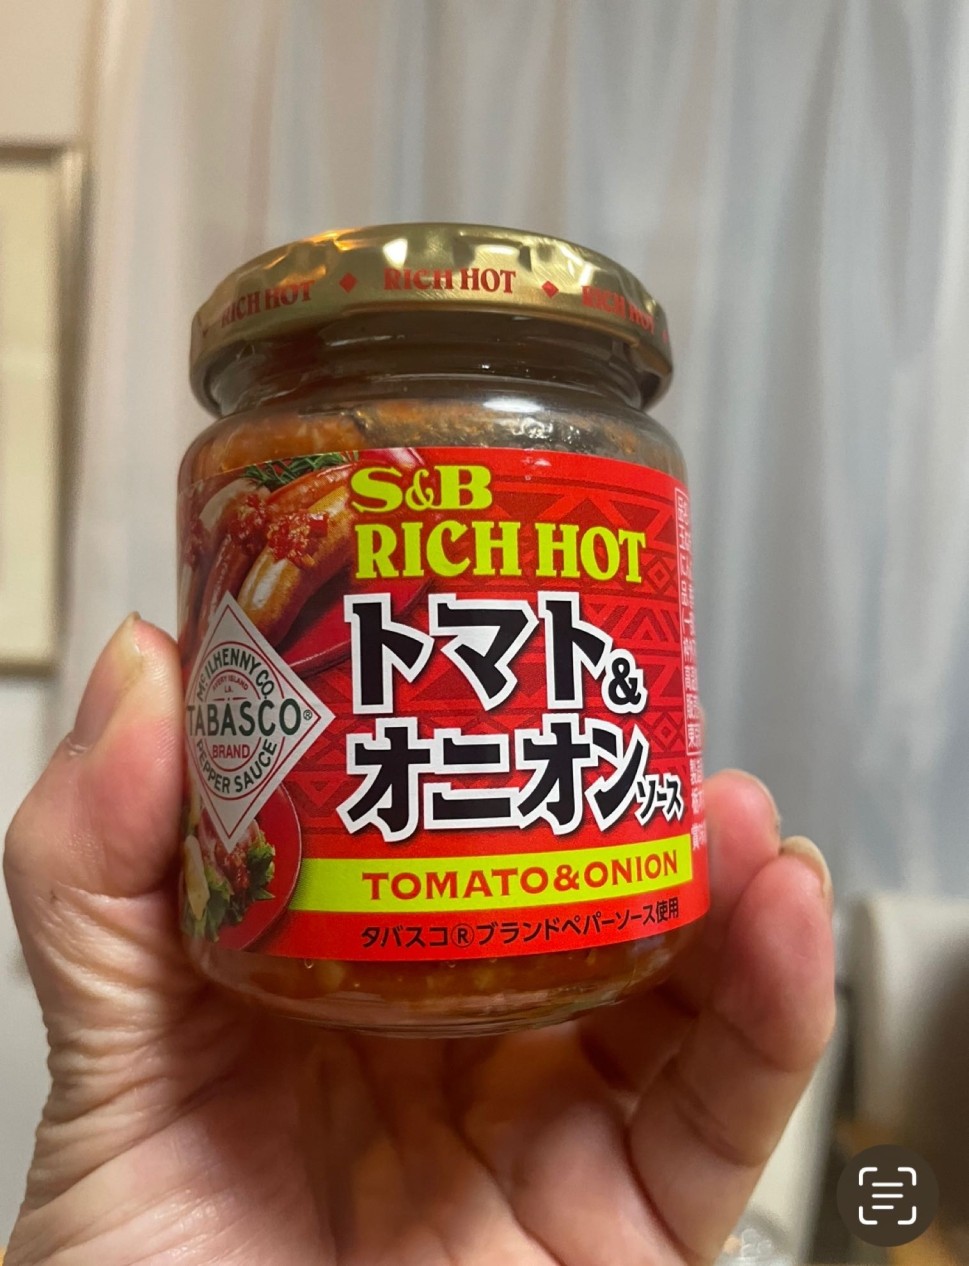 RICH HOT ◆ RICH HOT ◆ RICH HOT
S&B
RICH HOT
トマト&
オニオンソース
McILHENNY CO.
AVERY ISLAND
LA.
TABASCO®
BRAND
PEPPER SAUCE
TOMATO&ONION
タバスコ®ブランドペパーソース使用